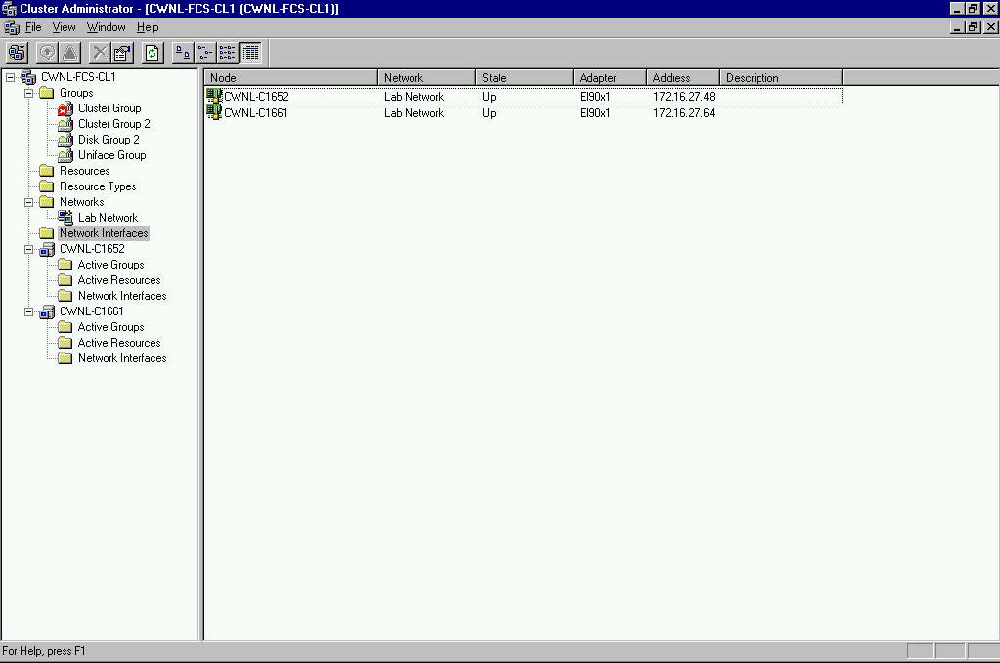 Cluster Administrator - [CWNL-FCS-CL1 (CWNL-FCS-CL1)]
File View Window Help
CWNL-FCS-CL1
Groups
Cluster Group
Cluster Group 2
Disk Group 2
Uniface Group
Resources
Resource Types
Networks
Lab Network
Network Interfaces
CWNL-C1652
Active Groups
Active Resources
Network Interfaces
CWNL-C1661
Active Groups
Active Resources
Network Interfaces
Node Network State Adapter Address Description
CWNL-C1652 Lab Network Up El90x1 172.16.27.48
CWNL-C1661 Lab Network Up El90x1 172.16.27.64
For Help, press F1